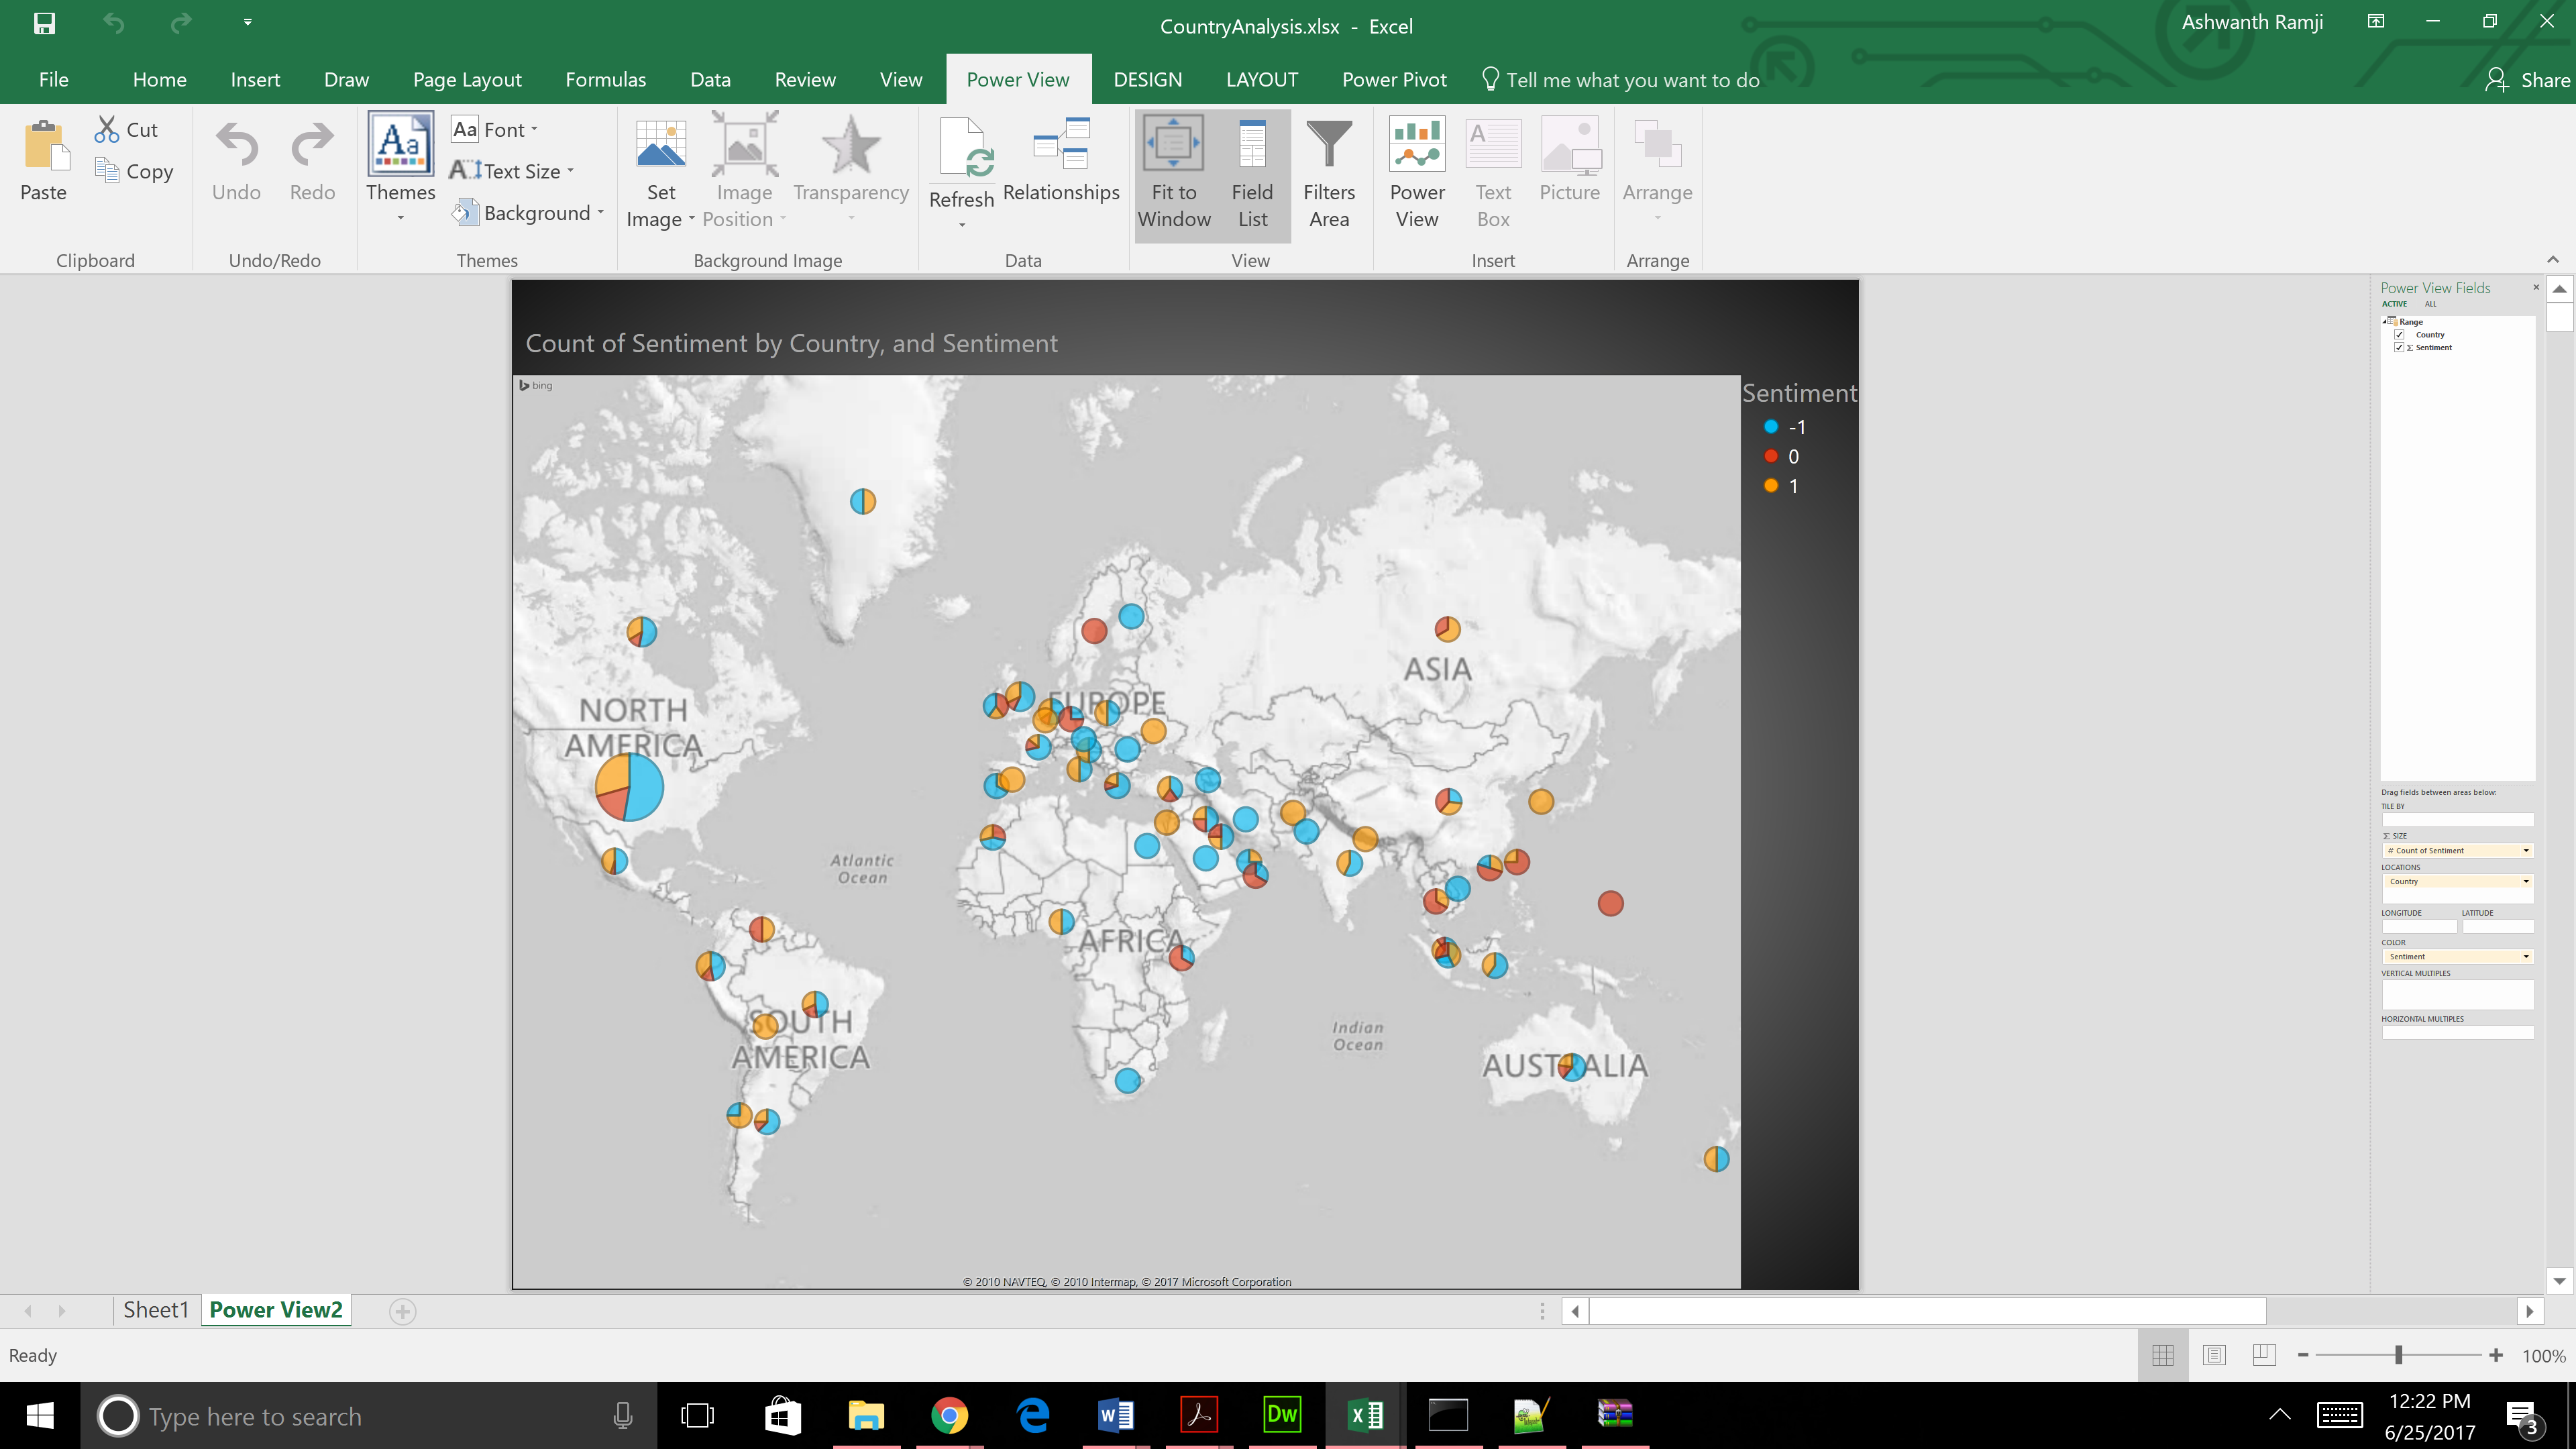 CountryAnalysis.xlsx - Excel
Ashwanth Ramji
File Home Insert Draw Page Layout Formulas Data Review View Power View DESIGN LAYOUT Power Pivot Tell me what you want to do
Share
Paste
Cut
Copy
Clipboard
Undo
Redo
Undo/Redo
Themes
Aa Font
Text Size
Background
Themes
Set Image
Image Position
Transparency
Background Image
Refresh
Relationships
Data
Fit to Window
Field List
Filters Area
View
Power View
Text Box
Picture
Insert
Arrange
Arrange
Count of Sentiment by Country, and Sentiment
bing
Sentiment
-1
0
1
ASIA
EUROPE
NORTH
AMERICA
Atlantic
Ocean
AFRICA
SOUTH
AMERICA
Indian
Ocean
AUSTRALIA
© 2010 NAVTEQ, © 2010 Intermap, © 2017 Microsoft Corporation
Power View Fields
ACTIVE ALL
Range
Country
Σ Sentiment
Drag fields between areas below:
TILE BY
Σ SIZE
# Count of Sentiment
LOCATIONS
Country
LONGITUDE LATITUDE
COLOR
Sentiment
VERTICAL MULTIPLES
HORIZONTAL MULTIPLES
Sheet1 Power View2
Ready
100%
Type here to search
Dw
12:22 PM
6/25/2017
3